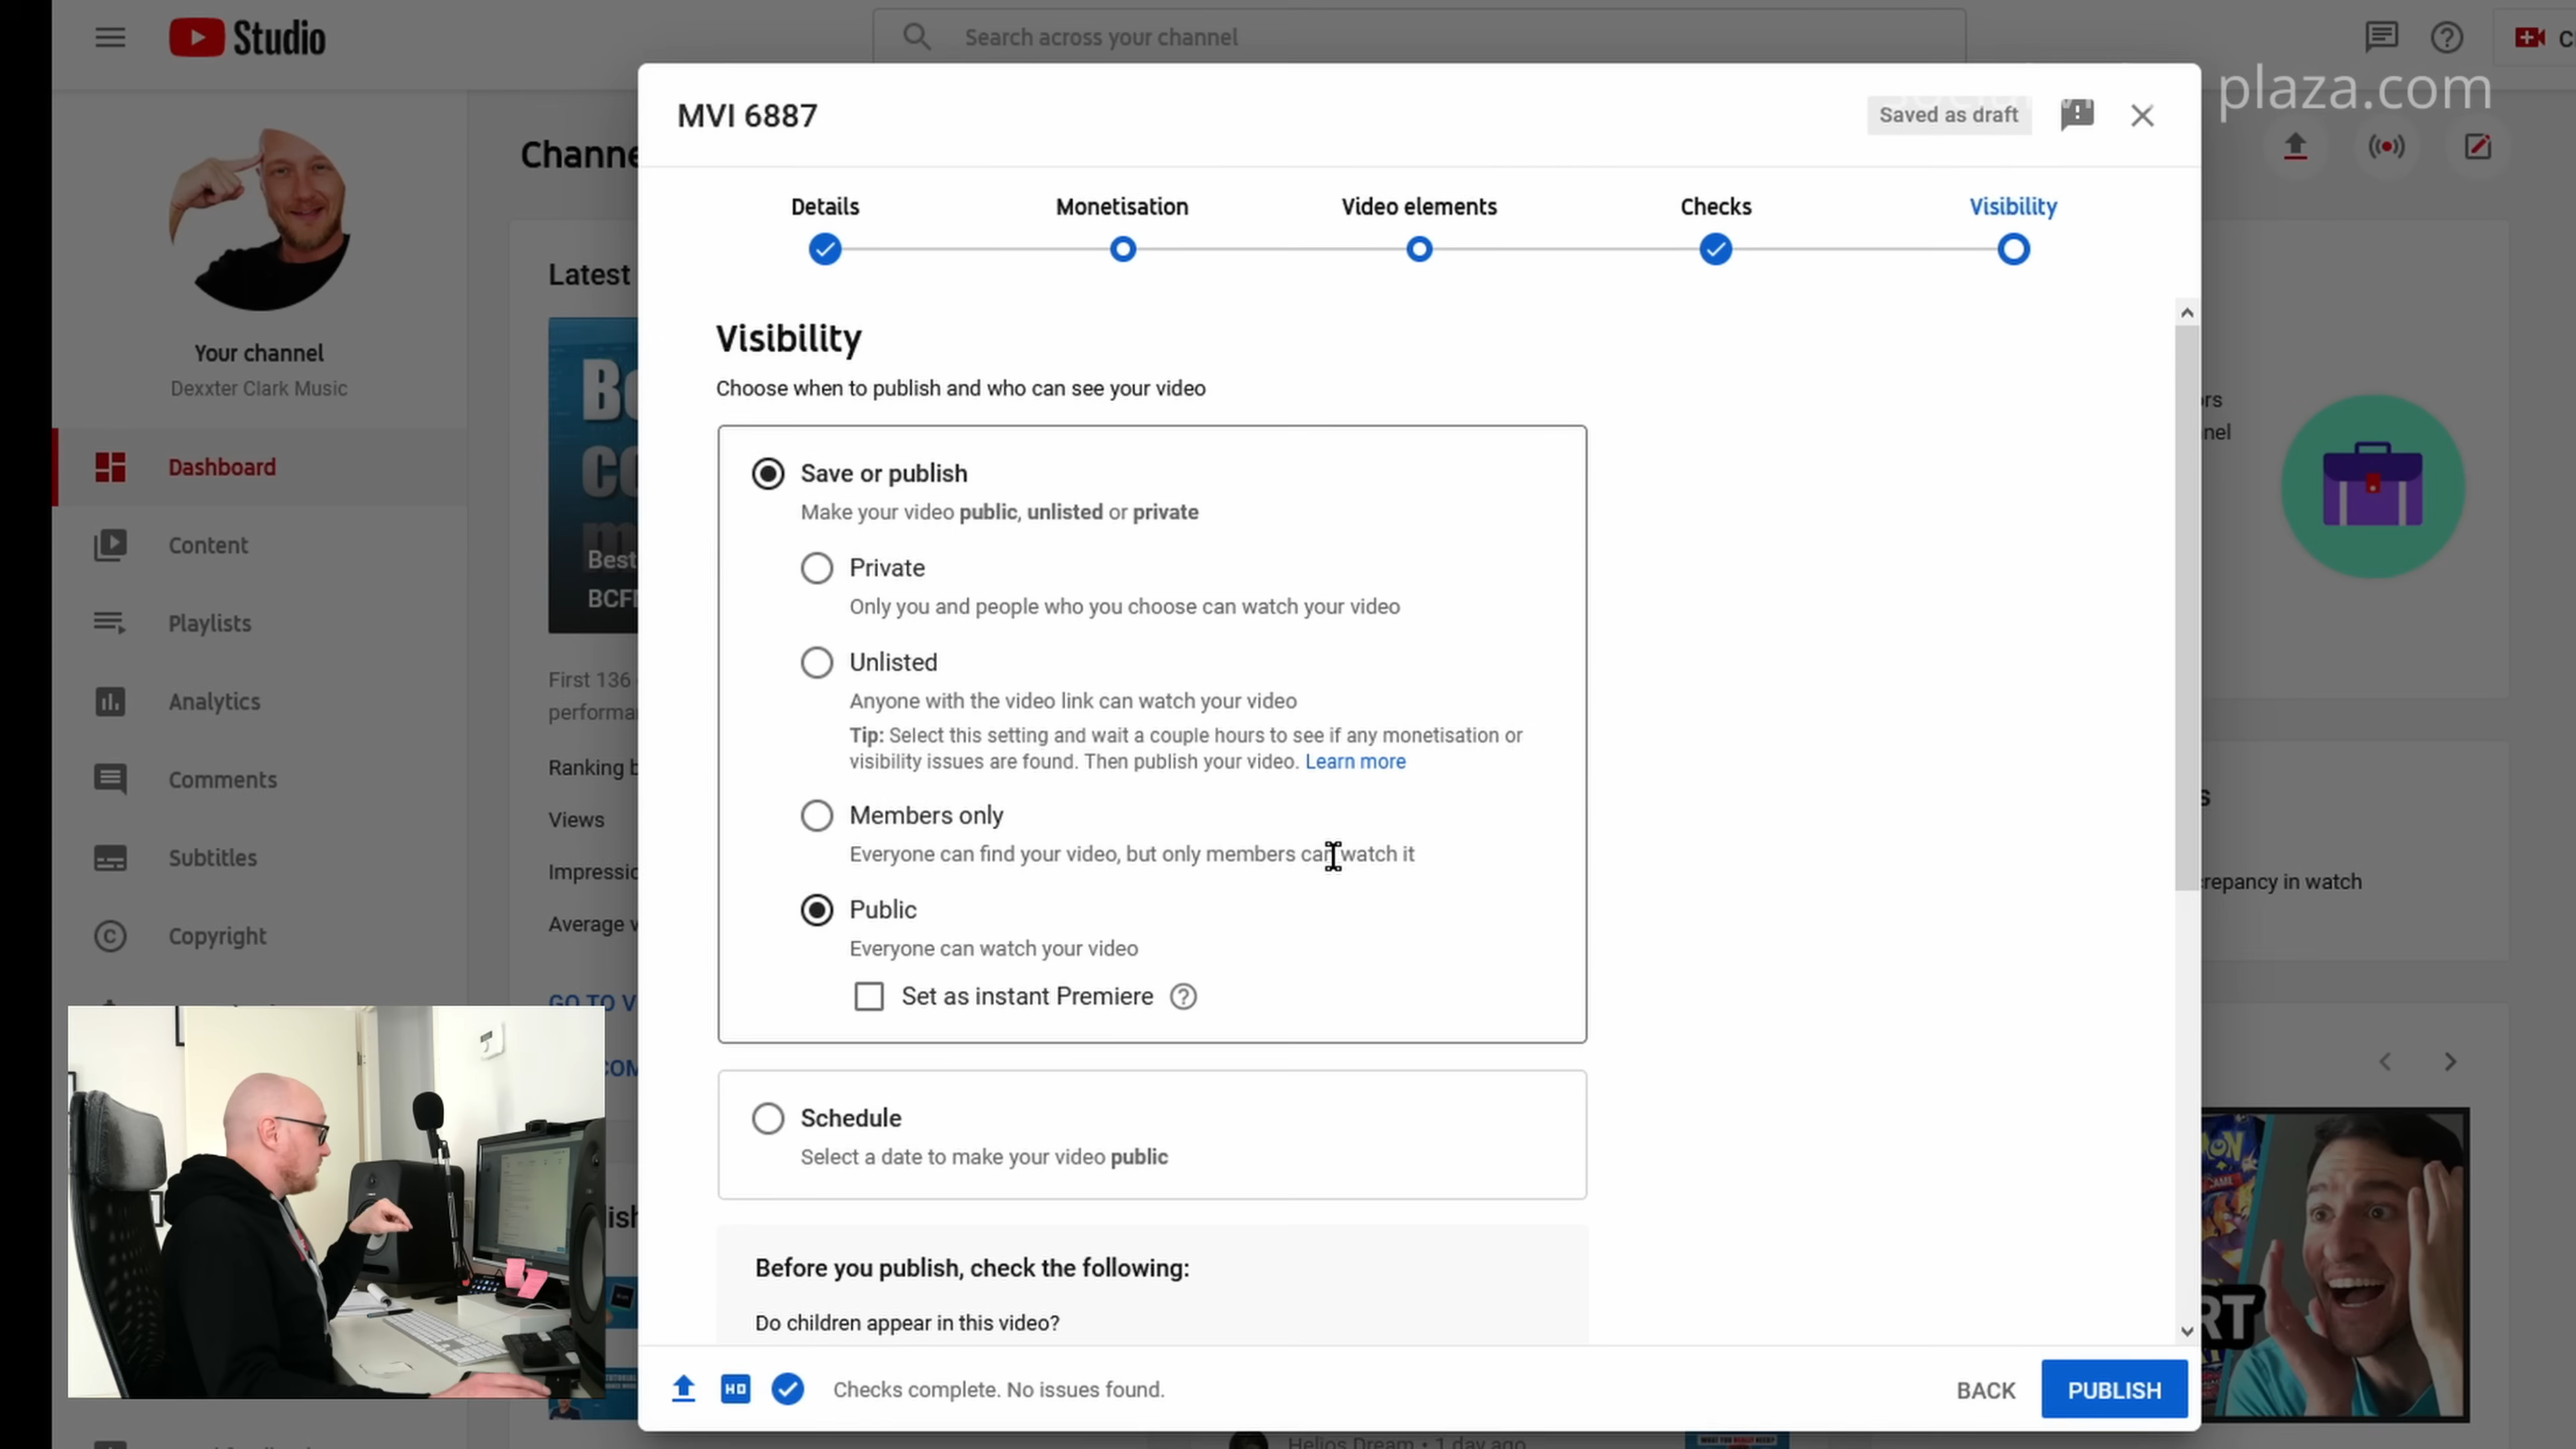 Studio
Search across your channel
plaza.com
MVI 6887
Saved as draft
Channe
Details
Monetisation
Video elements
Checks
Visibility
Your channel
Dexxter Clark Music
Latest
Dashboard
Content
Playlists
Analytics
Comments
Subtitles
Copyright
Best
BCF
First 136
performa
Ranking b
Views
Impressio
Average v
GO TO V
Visibility
Choose when to publish and who can see your video
Save or publish
Make your video public, unlisted or private
Private
Only you and people who you choose can watch your video
Unlisted
Anyone with the video link can watch your video
Tip: Select this setting and wait a couple hours to see if any monetisation or
visibility issues are found. Then publish your video. Learn more
Members only
Everyone can find your video, but only members can watch it
Public
Everyone can watch your video
Set as instant Premiere
Schedule
Select a date to make your video public
Before you publish, check the following:
Do children appear in this video?
HD
Checks complete. No issues found.
BACK
PUBLISH
nel
crepancy in watch
RT
Helios Dream • 1 day ago